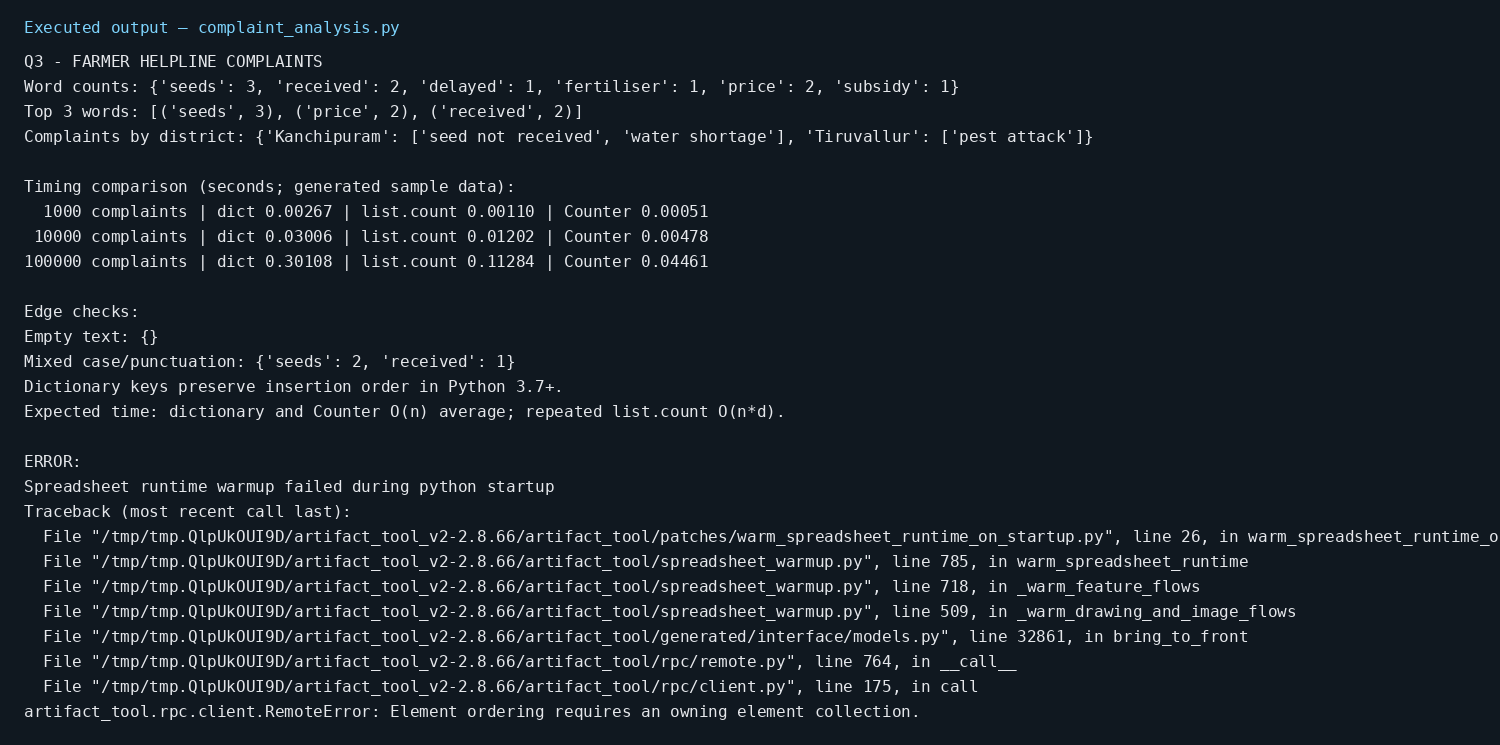 Executed output — complaint_analysis.py
Q3 - FARMER HELPLINE COMPLAINTS
Word counts: {'seeds': 3, 'received': 2, 'delayed': 1, 'fertiliser': 1, 'price': 2, 'subsidy': 1}
Top 3 words: [('seeds', 3), ('price', 2), ('received', 2)]
Complaints by district: {'Kanchipuram': ['seed not received', 'water shortage'], 'Tiruvallur': ['pest attack']}
Timing comparison (seconds; generated sample data):
  1000 complaints | dict 0.00267 | list.count 0.00110 | Counter 0.00051
 10000 complaints | dict 0.03006 | list.count 0.01202 | Counter 0.00478
100000 complaints | dict 0.30108 | list.count 0.11284 | Counter 0.04461
Edge checks:
Empty text: {}
Mixed case/punctuation: {'seeds': 2, 'received': 1}
Dictionary keys preserve insertion order in Python 3.7+.
Expected time: dictionary and Counter O(n) average; repeated list.count O(n*d).
ERROR:
Spreadsheet runtime warmup failed during python startup
Traceback (most recent call last):
  File "/tmp/tmp.QlpUkOUI9D/artifact_tool_v2-2.8.66/artifact_tool/patches/warm_spreadsheet_runtime_on_startup.py", line 26, in warm_spreadsheet_runtime_o
  File "/tmp/tmp.QlpUkOUI9D/artifact_tool_v2-2.8.66/artifact_tool/spreadsheet_warmup.py", line 785, in warm_spreadsheet_runtime
  File "/tmp/tmp.QlpUkOUI9D/artifact_tool_v2-2.8.66/artifact_tool/spreadsheet_warmup.py", line 718, in _warm_feature_flows
  File "/tmp/tmp.QlpUkOUI9D/artifact_tool_v2-2.8.66/artifact_tool/spreadsheet_warmup.py", line 509, in _warm_drawing_and_image_flows
  File "/tmp/tmp.QlpUkOUI9D/artifact_tool_v2-2.8.66/artifact_tool/generated/interface/models.py", line 32861, in bring_to_front
  File "/tmp/tmp.QlpUkOUI9D/artifact_tool_v2-2.8.66/artifact_tool/rpc/remote.py", line 764, in __call__
  File "/tmp/tmp.QlpUkOUI9D/artifact_tool_v2-2.8.66/artifact_tool/rpc/client.py", line 175, in call
artifact_tool.rpc.client.RemoteError: Element ordering requires an owning element collection.